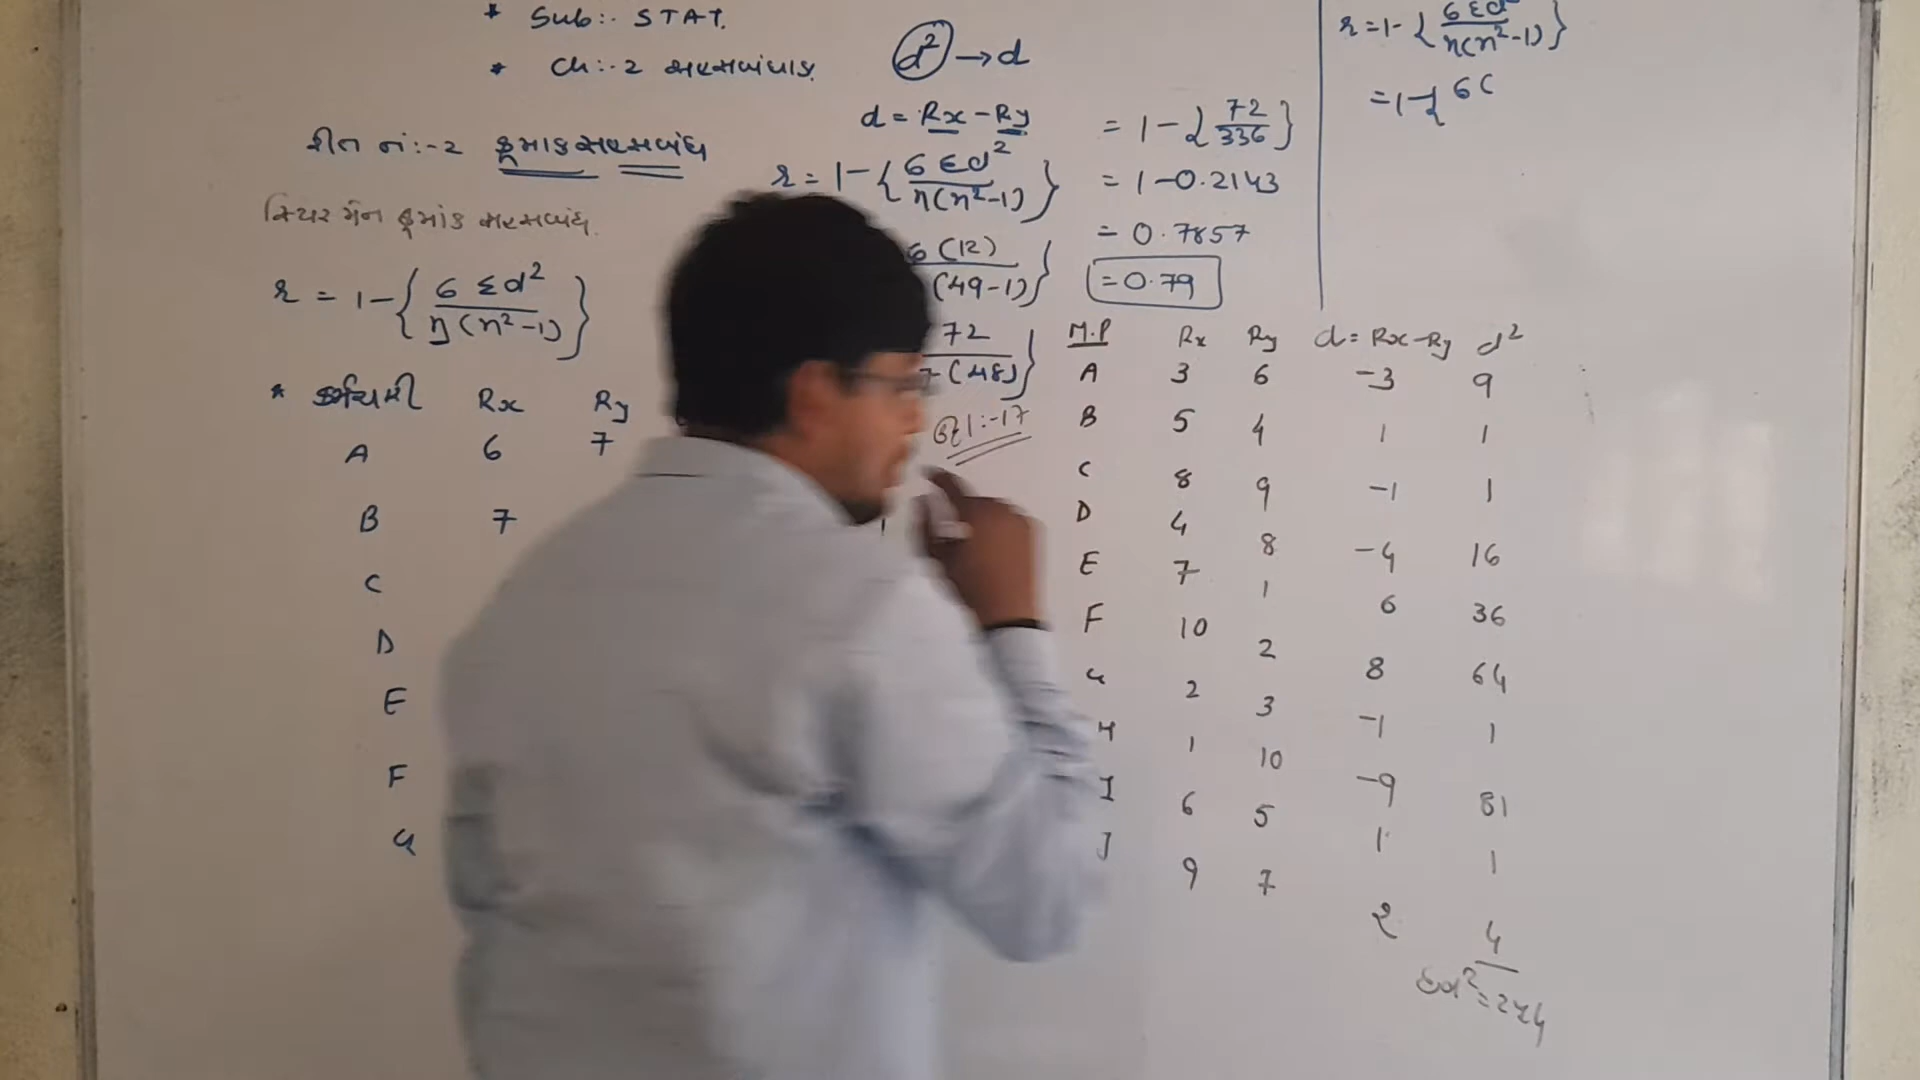 * Sub:- STAT.
* Ch:-2 સહસંબંધાંક
d² → d
d = Rx - Ry
રીત નં:-2 ક્રમાંક સહસંબંધ
સ્પિયર મેન ક્રમાંક સહસંબંધ.
r = 1 - { 6 Σd² / n (n² - 1) }
* હરીફાઈ Rx Ry
A 6 7
B 7
C
D
E
F
G
r = 1 - { 6 Σd² / n(n²-1) }
6 (12) / (49-1) }
72 / 7 (48) }
= 1 - { 72 / 336 }
= 1 - 0.2143
= 0.7857
= 0.79
r = 1 - { 6 Σd² / n(n²-1) }
= 1 - { 6 (
:-17
M.P Rx Ry d = Rx - Ry d²
A 3 6 -3 9
B 5 4 1 1
C 8 9 -1 1
D 4 8 -4 16
E 7 1 6 36
F 10 2 8 64
G 2 3 -1 1
H 1 10 -9 81
I 6 5 1 1
J 9 7 2 4
Σd² = 214